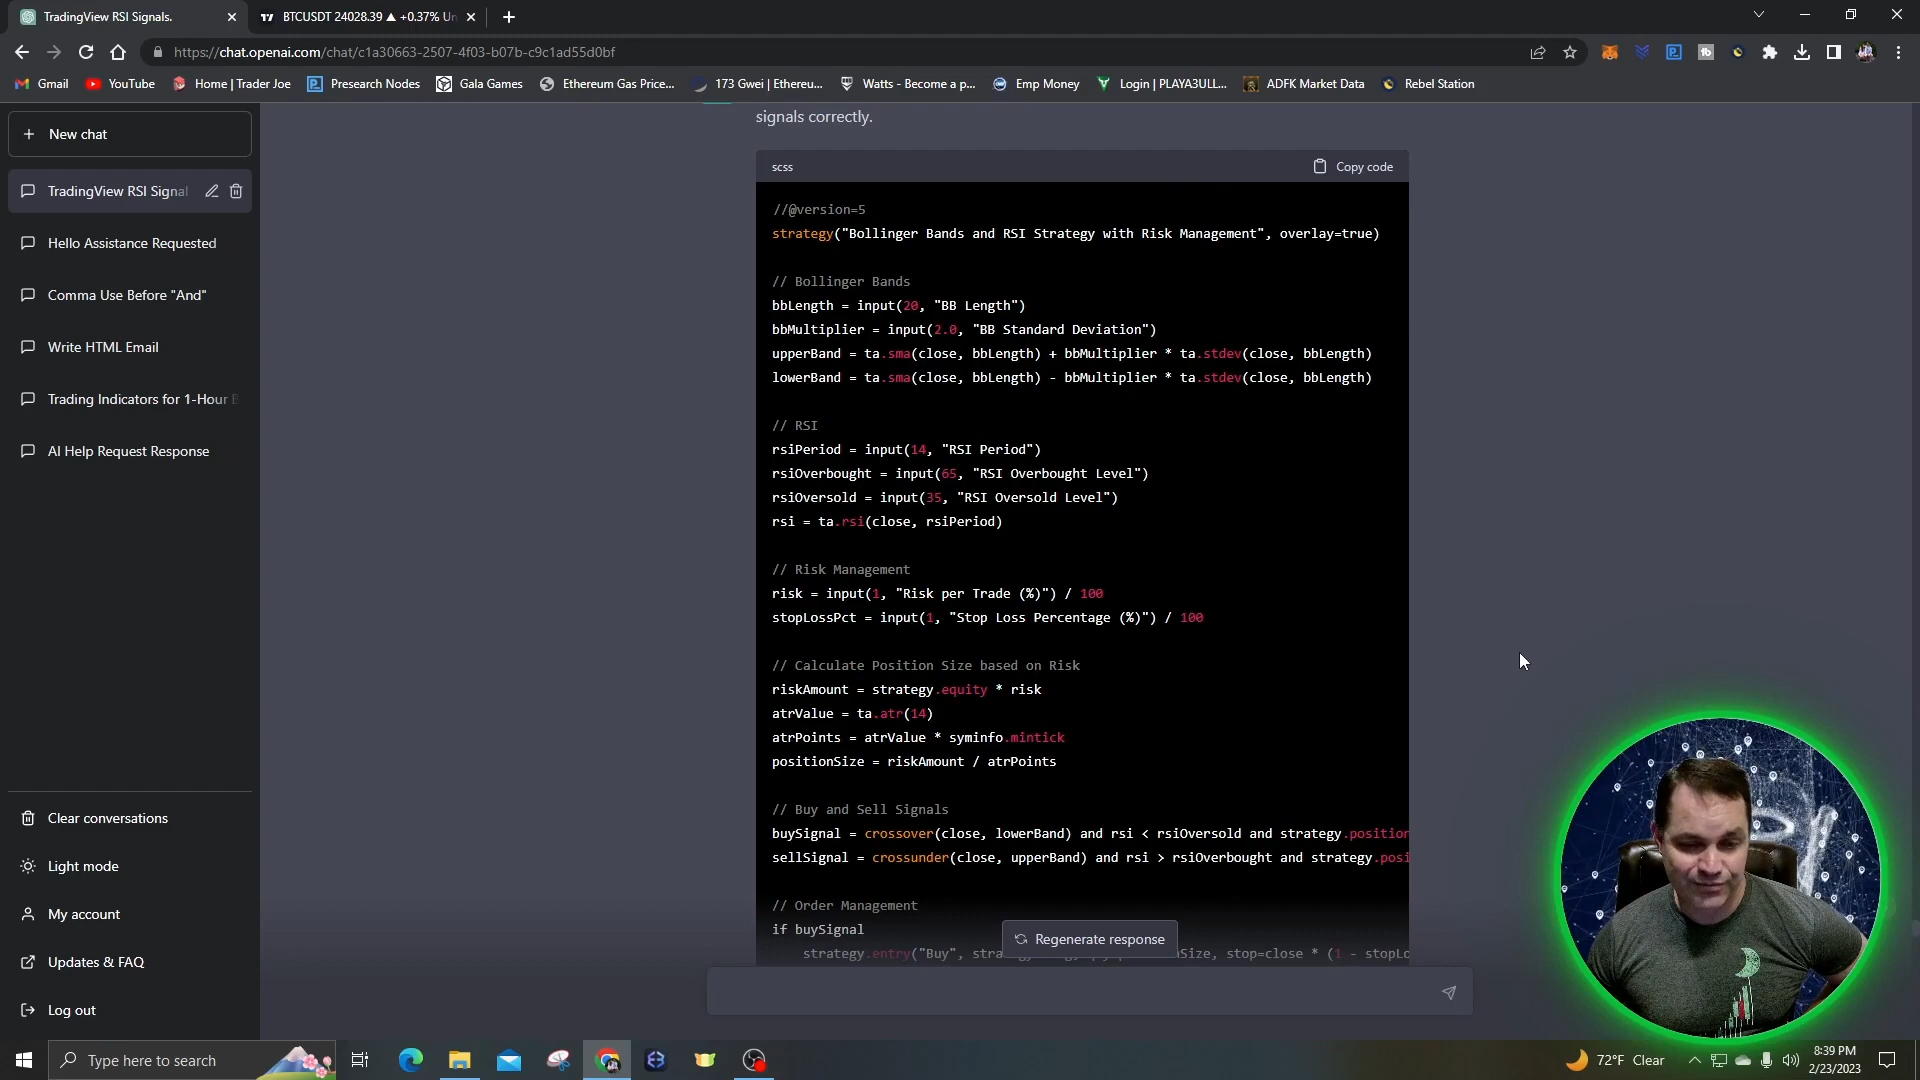 TradingView RSI Signals.
BTCUSDT 24028.39 ▲ +0.37% Un
https://chat.openai.com/chat/c1a30663-2507-4f03-b07b-c9c1ad55d0bf
Gmail
YouTube
Home | Trader Joe
Presearch Nodes
Gala Games
Ethereum Gas Price...
173 Gwei | Ethereu...
Watts - Become a p...
Emp Money
Login | PLAYA3ULL...
ADFK Market Data
Rebel Station
New chat
TradingView RSI Signal
Hello Assistance Requested
Comma Use Before "And"
Write HTML Email
Trading Indicators for 1-Hour
AI Help Request Response
Clear conversations
Light mode
My account
Updates & FAQ
Log out
signals correctly.
scss
Copy code
//@version=5
strategy("Bollinger Bands and RSI Strategy with Risk Management", overlay=true)
// Bollinger Bands
bbLength = input(20, "BB Length")
bbMultiplier = input(2.0, "BB Standard Deviation")
upperBand = ta.sma(close, bbLength) + bbMultiplier * ta.stdev(close, bbLength)
lowerBand = ta.sma(close, bbLength) - bbMultiplier * ta.stdev(close, bbLength)
// RSI
rsiPeriod = input(14, "RSI Period")
rsiOverbought = input(65, "RSI Overbought Level")
rsiOversold = input(35, "RSI Oversold Level")
rsi = ta.rsi(close, rsiPeriod)
// Risk Management
risk = input(1, "Risk per Trade (%)") / 100
stopLossPct = input(1, "Stop Loss Percentage (%)") / 100
// Calculate Position Size based on Risk
riskAmount = strategy.equity * risk
atrValue = ta.atr(14)
atrPoints = atrValue * syminfo.mintick
positionSize = riskAmount / atrPoints
// Buy and Sell Signals
buySignal = crossover(close, lowerBand) and rsi < rsiOversold and strategy.position
sellSignal = crossunder(close, upperBand) and rsi > rsiOverbought and strategy.posi
// Order Management
if buySignal
strategy.entry("Buy", stra
Size, stop=close * (1 - stopLo
Regenerate response
Type here to search
72°F Clear
8:39 PM
2/23/2023